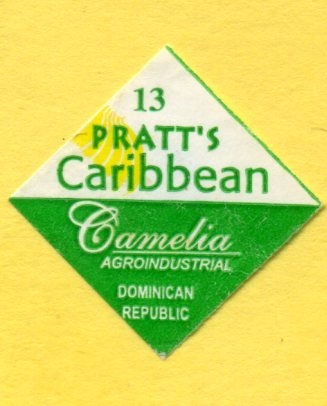 13
PRATT'S
Caribbean
Camelia
AGROINDUSTRIAL
DOMINICAN
REPUBLIC